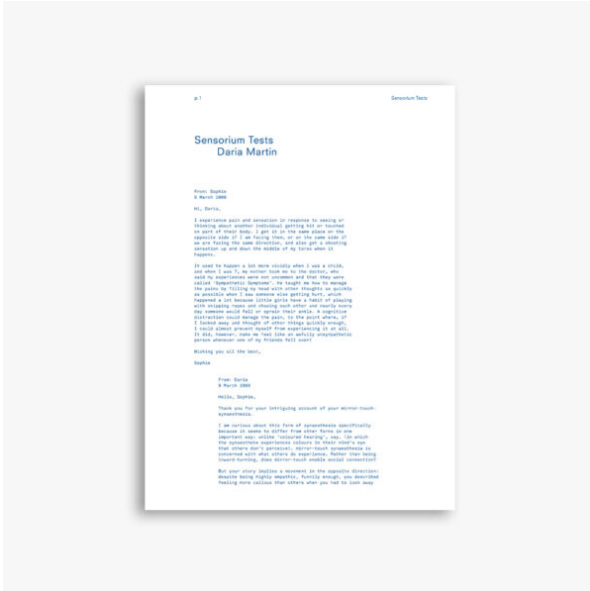 p.1
Sensorium Tests
Sensorium Tests
Daria Martin
From: Sophie
6 March 2008
Hi, Daria,
I experience pain and sensation in response to seeing or
thinking about another individual getting hit or touched
on part of their body. I get it in the same place on the
opposite side if I am facing them, or on the same side if
we are facing the same direction, and also get a shooting
sensation up and down the middle of my torso when it
happens.
It used to happen a lot more vividly when I was a child,
and when I was 7, my mother took me to the doctor, who
said my experiences were not uncommon and that they were
called 'Sympathetic Symptoms'. He taught me how to manage
the pains by filling my head with other thoughts as quickly
as possible when I saw someone else getting hurt, which
happened a lot because little girls have a habit of playing
with skipping ropes and chasing each other and nearly every
day someone would fall or sprain their ankle. A cognitive
distraction could manage the pain, to the point where, if
I looked away and thought of other things quickly enough,
I could almost prevent myself from experiencing it at all.
It did, however, make me feel like an awfully unsympathetic
person whenever one of my friends fell over!
Wishing you all the best,
Sophie
From: Daria
8 March 2008
Hello, Sophie,
Thank you for your intriguing account of your mirror-touch
synaesthesia.
I am curious about this form of synaesthesia specifically
because it seems to differ from other forms in one
important way: unlike 'coloured hearing', say, (in which
the synaesthete experiences colours in their mind's eye
that others don't perceive), mirror-touch synaesthesia is
concerned with what others do experience. Rather than being
inward-turning, does mirror-touch enable social connection?
But your story implies a movement in the opposite direction:
despite being highly empathic, funnily enough, you described
feeling more callous than others when you had to look away